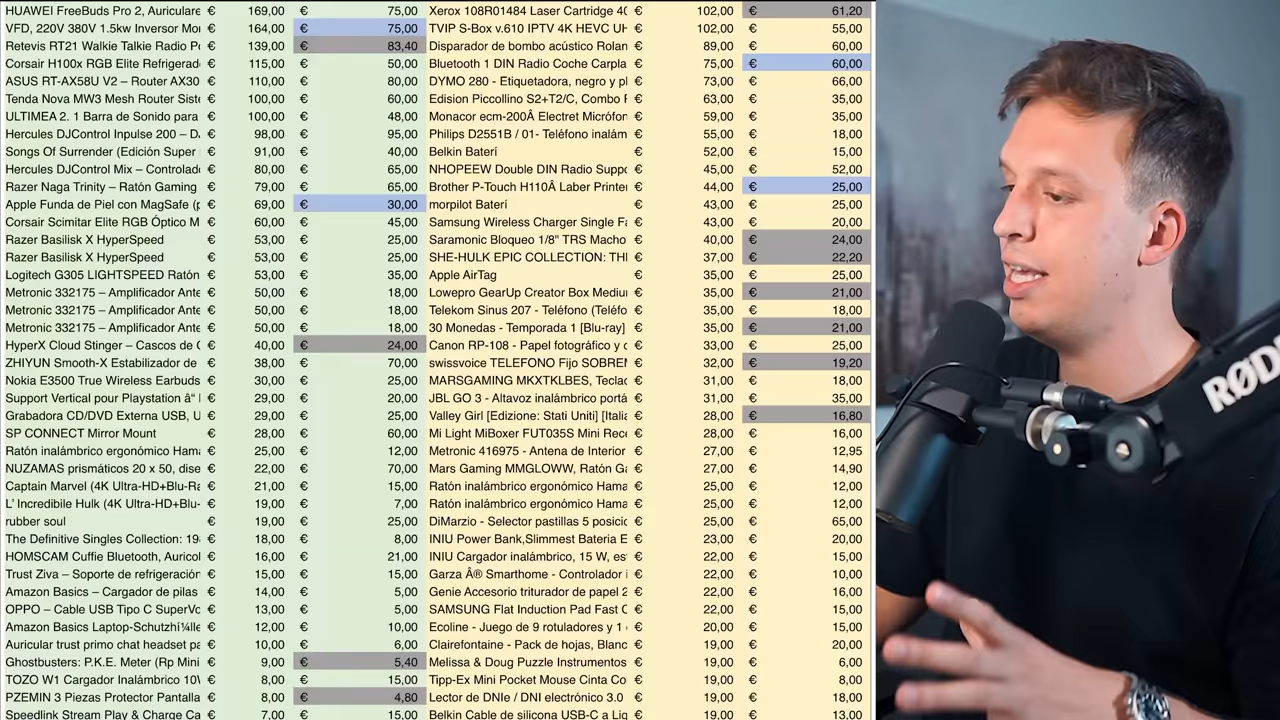 HUAWEI FreeBuds Pro 2, Auriculare € 169,00 € 75,00 Xerox 108R01484 Laser Cartridge 40 € 102,00 € 61,20
VFD, 220V 380V 1.5kw Inversor Mo € 164,00 € 75,00 TVIP S-Box v.610 IPTV 4K HEVC UH € 102,00 € 55,00
Retevis RT21 Walkie Talkie Radio Po € 139,00 € 83,40 Disparador de bombo acústico Rolan € 89,00 € 60,00
Corsair H100x RGB Elite Refrigerad € 115,00 € 50,00 Bluetooth 1 DIN Radio Coche Carpla € 75,00 € 60,00
ASUS RT-AX58U V2 – Router AX30 € 110,00 € 80,00 DYMO 280 - Etiquetadora, negro y pl € 73,00 € 66,00
Tenda Nova MW3 Mesh Router Siste € 100,00 € 60,00 Edision Piccollino S2+T2/C, Combo F € 63,00 € 35,00
ULTIMEA 2. 1 Barra de Sonido para € 100,00 € 48,00 Monacor ecm-200Â Electret Micrófon € 59,00 € 35,00
Hercules DJControl Inpulse 200 – DJ € 98,00 € 95,00 Philips D2551B / 01- Teléfono inalám € 55,00 € 18,00
Songs Of Surrender (Edición Super € 91,00 € 40,00 Belkin Baterí € 52,00 € 15,00
Hercules DJControl Mix – Controlado € 80,00 € 65,00 NHOPEEW Double DIN Radio Suppo € 45,00 € 52,00
Razer Naga Trinity – Ratón Gaming € 79,00 € 65,00 Brother P-Touch H110Â Laber Printer € 44,00 € 25,00
Apple Funda de Piel con MagSafe (p € 69,00 € 30,00 morpilot Baterí € 43,00 € 25,00
Corsair Scimitar Elite RGB Óptico M € 60,00 € 45,00 Samsung Wireless Charger Single Fa € 43,00 € 20,00
Razer Basilisk X HyperSpeed € 53,00 € 25,00 Saramonic Bloqueo 1/8" TRS Macho € 40,00 € 24,00
Razer Basilisk X HyperSpeed € 53,00 € 25,00 SHE-HULK EPIC COLLECTION: THE € 37,00 € 22,20
Logitech G305 LIGHTSPEED Ratón € 53,00 € 35,00 Apple AirTag € 35,00 € 25,00
Metronic 332175 – Amplificador Ante € 50,00 € 18,00 Lowepro GearUp Creator Box Mediu € 35,00 € 21,00
Metronic 332175 – Amplificador Ante € 50,00 € 18,00 Telekom Sinus 207 - Teléfono (Teléfo € 35,00 € 18,00
Metronic 332175 – Amplificador Ante € 50,00 € 18,00 30 Monedas - Temporada 1 [Blu-ray] € 35,00 € 21,00
HyperX Cloud Stinger – Cascos de G € 40,00 € 24,00 Canon RP-108 - Papel fotográfico y c € 33,00 € 25,00
ZHIYUN Smooth-X Estabilizador de € 38,00 € 70,00 swissvoice TELEFONO Fijo SOBREM € 32,00 € 19,20
Nokia E3500 True Wireless Earbuds € 30,00 € 25,00 MARSGAMING MKXTKLBES, Teclac € 31,00 € 18,00
Support Vertical pour Playstation â“ € 29,00 € 20,00 JBL GO 3 - Altavoz inalámbrico portá € 31,00 € 35,00
Grabadora CD/DVD Externa USB, U € 29,00 € 25,00 Valley Girl [Edizione: Stati Uniti] [Italia € 28,00 € 16,80
SP CONNECT Mirror Mount € 28,00 € 60,00 Mi Light MiBoxer FUT035S Mini Rece € 28,00 € 16,00
Ratón inalámbrico ergonómico Hama € 25,00 € 12,00 Metronic 416975 - Antena de Interior € 27,00 € 12,95
NUZAMAS prismáticos 20 x 50, dise € 22,00 € 70,00 Mars Gaming MMGLOWW, Ratón Ga € 27,00 € 14,90
Captain Marvel (4K Ultra-HD+Blu-Ra € 21,00 € 15,00 Ratón inalámbrico ergonómico Hama € 25,00 € 12,00
L' Incredibile Hulk (4K Ultra-HD+Blu- € 19,00 € 7,00 Ratón inalámbrico ergonómico Hama € 25,00 € 12,00
rubber soul € 19,00 € 25,00 DiMarzio - Selector pastillas 5 posicio € 25,00 € 65,00
The Definitive Singles Collection: 19 € 18,00 € 8,00 INIU Power Bank,Slimmest Bateria E € 23,00 € 20,00
HOMSCAM Cuffie Bluetooth, Auricol € 16,00 € 21,00 INIU Cargador inalámbrico, 15 W, es € 22,00 € 15,00
Trust Ziva – Soporte de refrigeración € 15,00 € 15,00 Garza Â® Smarthome - Controlador i € 22,00 € 10,00
Amazon Basics – Cargador de pilas € 14,00 € 5,00 Genie Accesorio triturador de papel 2 € 22,00 € 16,00
OPPO – Cable USB Tipo C SuperVo € 13,00 € 5,00 SAMSUNG Flat Induction Pad Fast C € 22,00 € 15,00
Amazon Basics Laptop-Schutzhi¼lle € 12,00 € 10,00 Ecoline - Juego de 9 rotuladores y 1 € 20,00 € 15,00
Auricular trust primo chat headset pa € 10,00 € 6,00 Clairefontaine - Pack de hojas, Blanc € 19,00 € 20,00
Ghostbusters: P.K.E. Meter (Rp Mini € 9,00 € 5,40 Melissa & Doug Puzzle Instrumentos € 19,00 € 6,00
TOZO W1 Cargador Inalámbrico 10W € 8,00 € 15,00 Tipp-Ex Mini Pocket Mouse Cinta Co € 19,00 € 8,00
PZEMIN 3 Piezas Protector Pantalla € 8,00 € 4,80 Lector de DNIe / DNI electrónico 3.0 € 19,00 € 18,00
Speedlink Stream Play & Charge Ca € 7,00 € 15,00 Belkin Cable de silicona USB-C a Lig € 19,00 € 13,00
RØDE